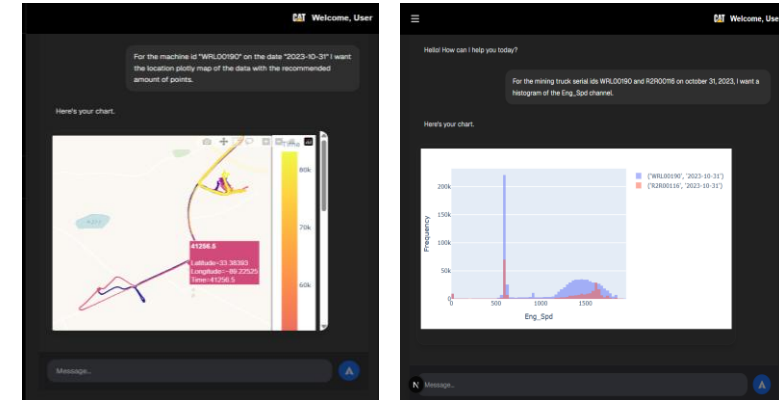 CAT Welcome, User
For the machine id "WRL00190" on the date "2023-10-31" I want
the location plotly map of the data with the recommended
amount of points.
Here's your chart.
80k
70k
60k
41256.5
Latitude=33.38393
Time=41256.5
Message...
CAT Welcome, Use
Hello! How can I help you today?
For the mining truck serial ids WRL00190 and R2R00116 on october 31, 2023, I want a
histogram of the Eng_Spd channel.
Here's your chart.
('WRL00190', '2023-10-31')
('R2R00116', '2023-10-31')
Frequency
200k
150k
100k
50k
0
0
500
1000
1500
Eng_Spd
N
Message...